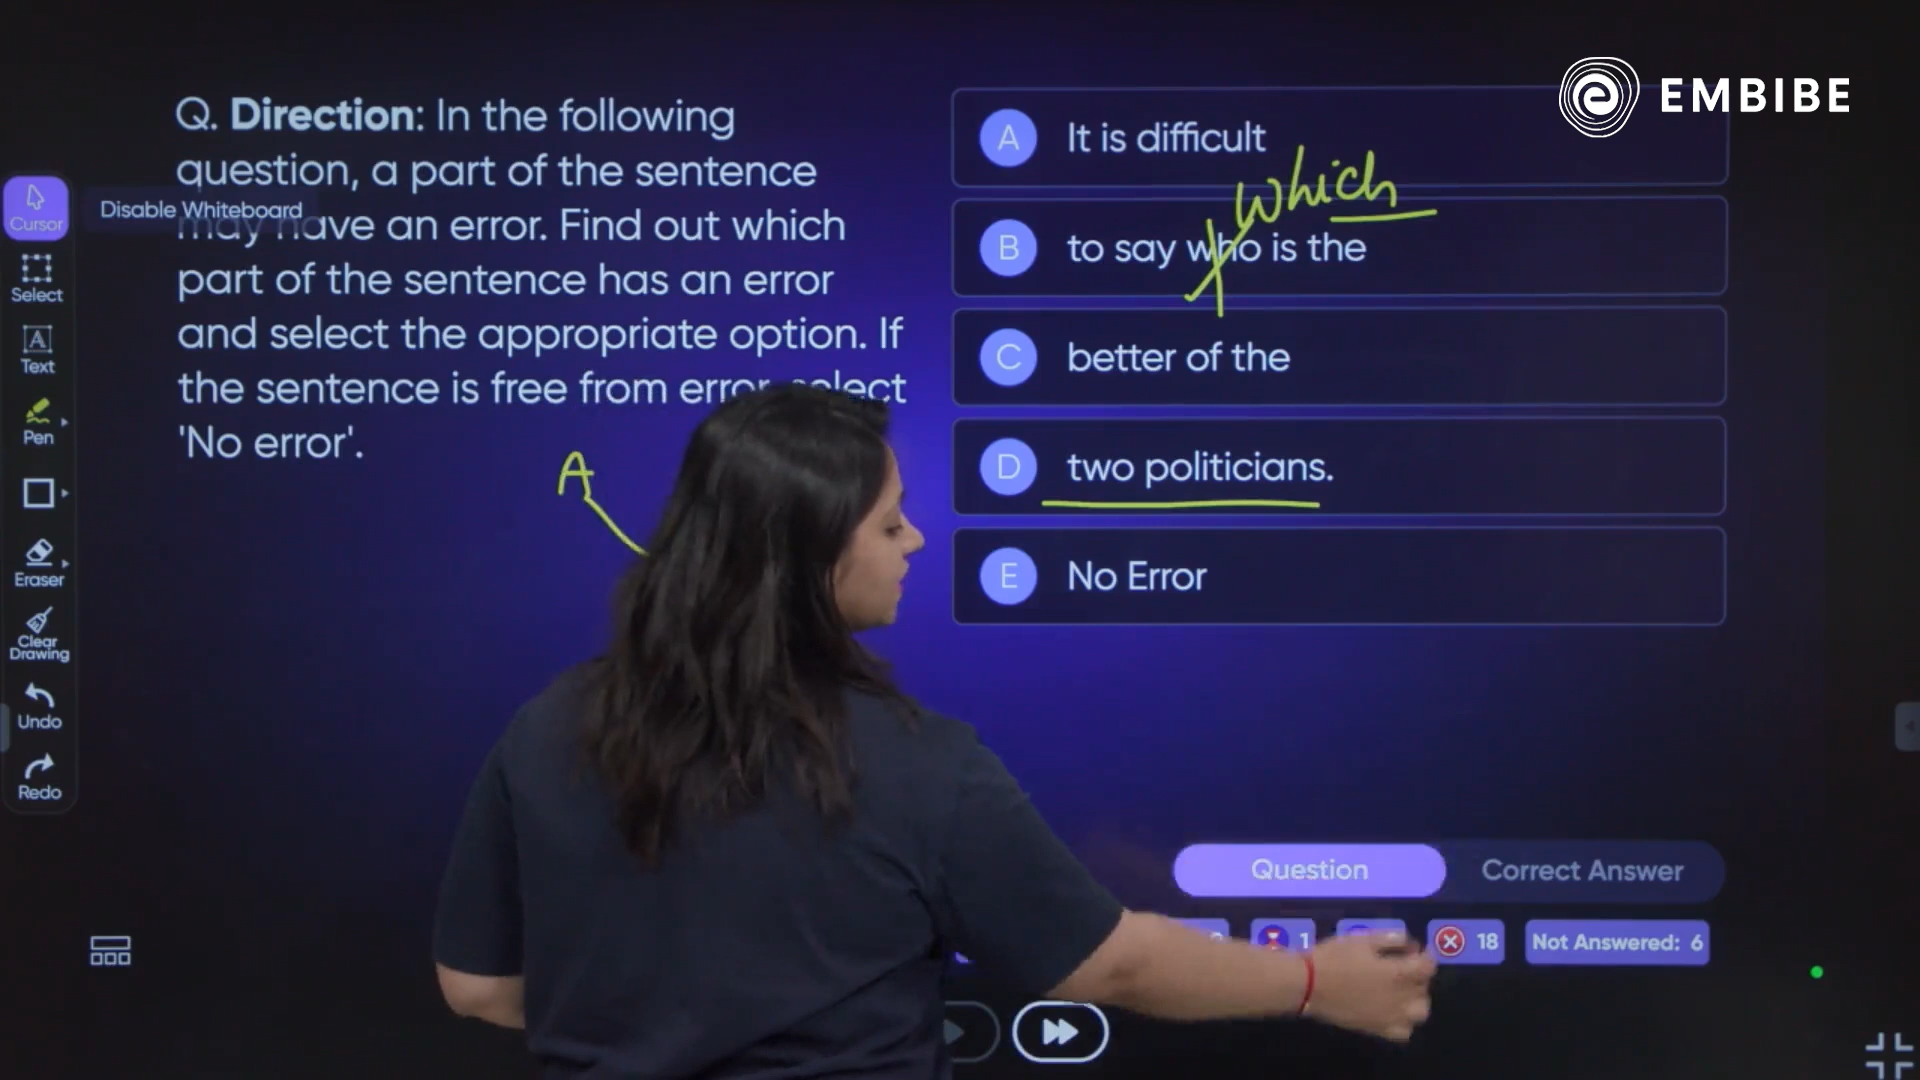 EMBIBE
Q. Direction: In the following
question, a part of the sentence
may have an error. Find out which
part of the sentence has an error
and select the appropriate option. If
the sentence is free from error, select
'No error'.
Cursor
Disable Whiteboard
Select
Text
Pen
Eraser
Clear
Drawing
Undo
Redo
A
A It is difficult
which
B to say who is the
C better of the
D two politicians.
E No Error
Question
Correct Answer
1
18
Not Answered: 6